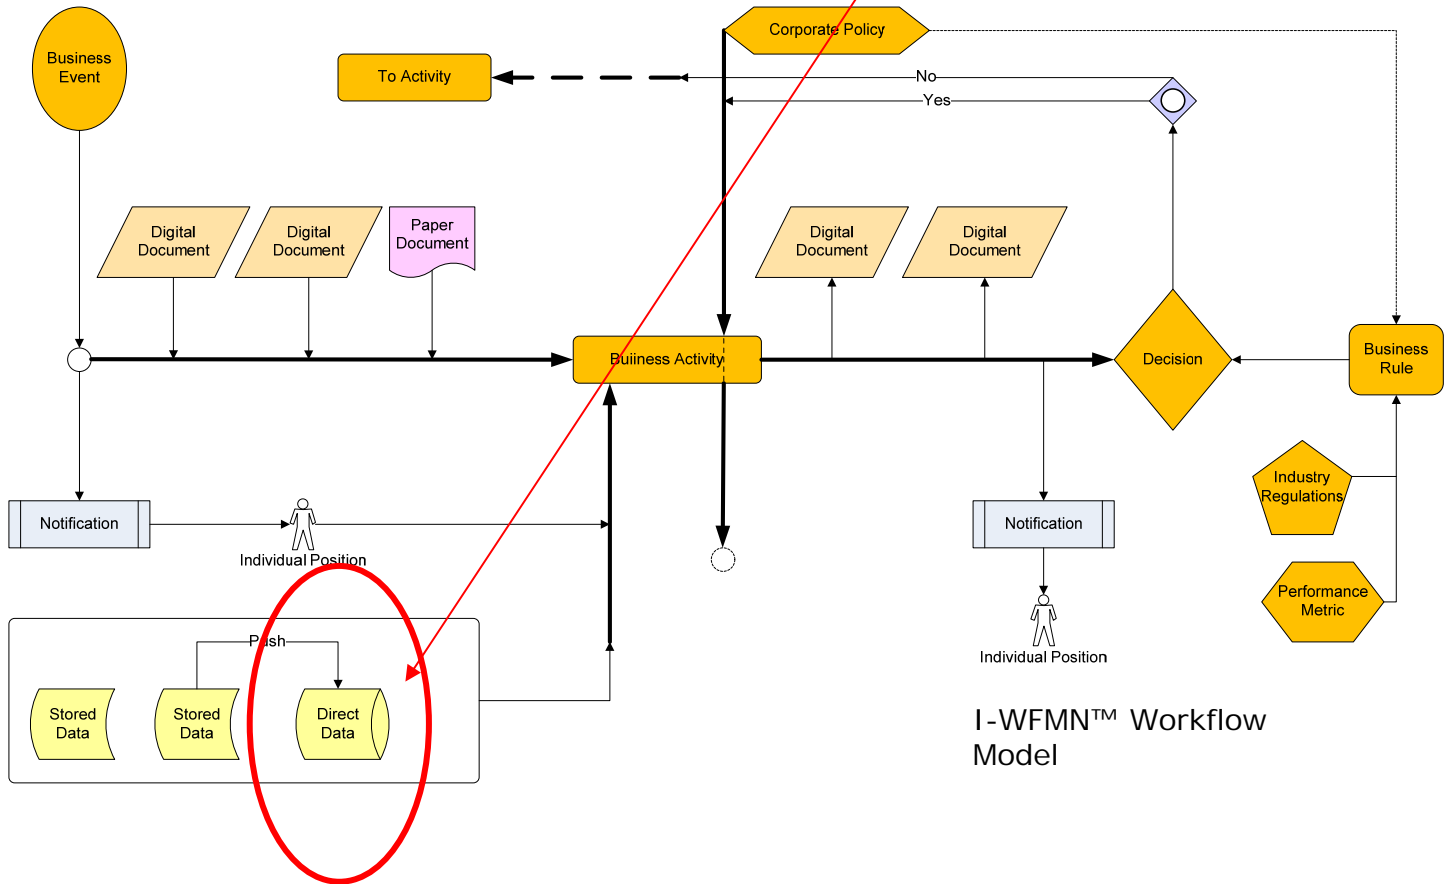 Corporate Policy
Business
Event
To Activity
No
Yes
Digital
Document
Digital
Document
Paper
Document
Digital
Document
Digital
Document
Buiiness Activity
Decision
Business
Rule
Industry
Regulations
Notification
Individual Position
Notification
Performance
Metric
Individual Position
Push
Stored
Data
Stored
Data
Direct
Data
I-WFMN™ Workflow
Model